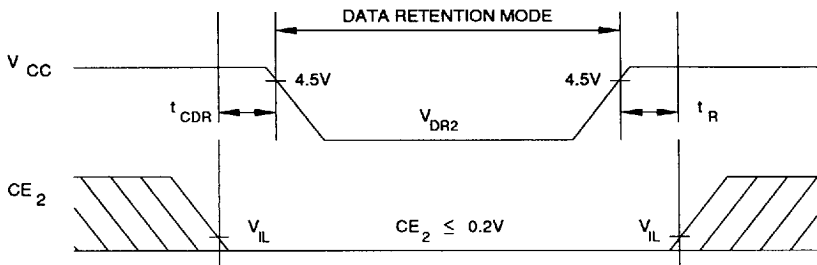 DATA RETENTION MODE
V CC
4.5V
4.5V
t CDR
V DR2
t R
CE 2
V IL
CE 2 ≤ 0.2V
V IL